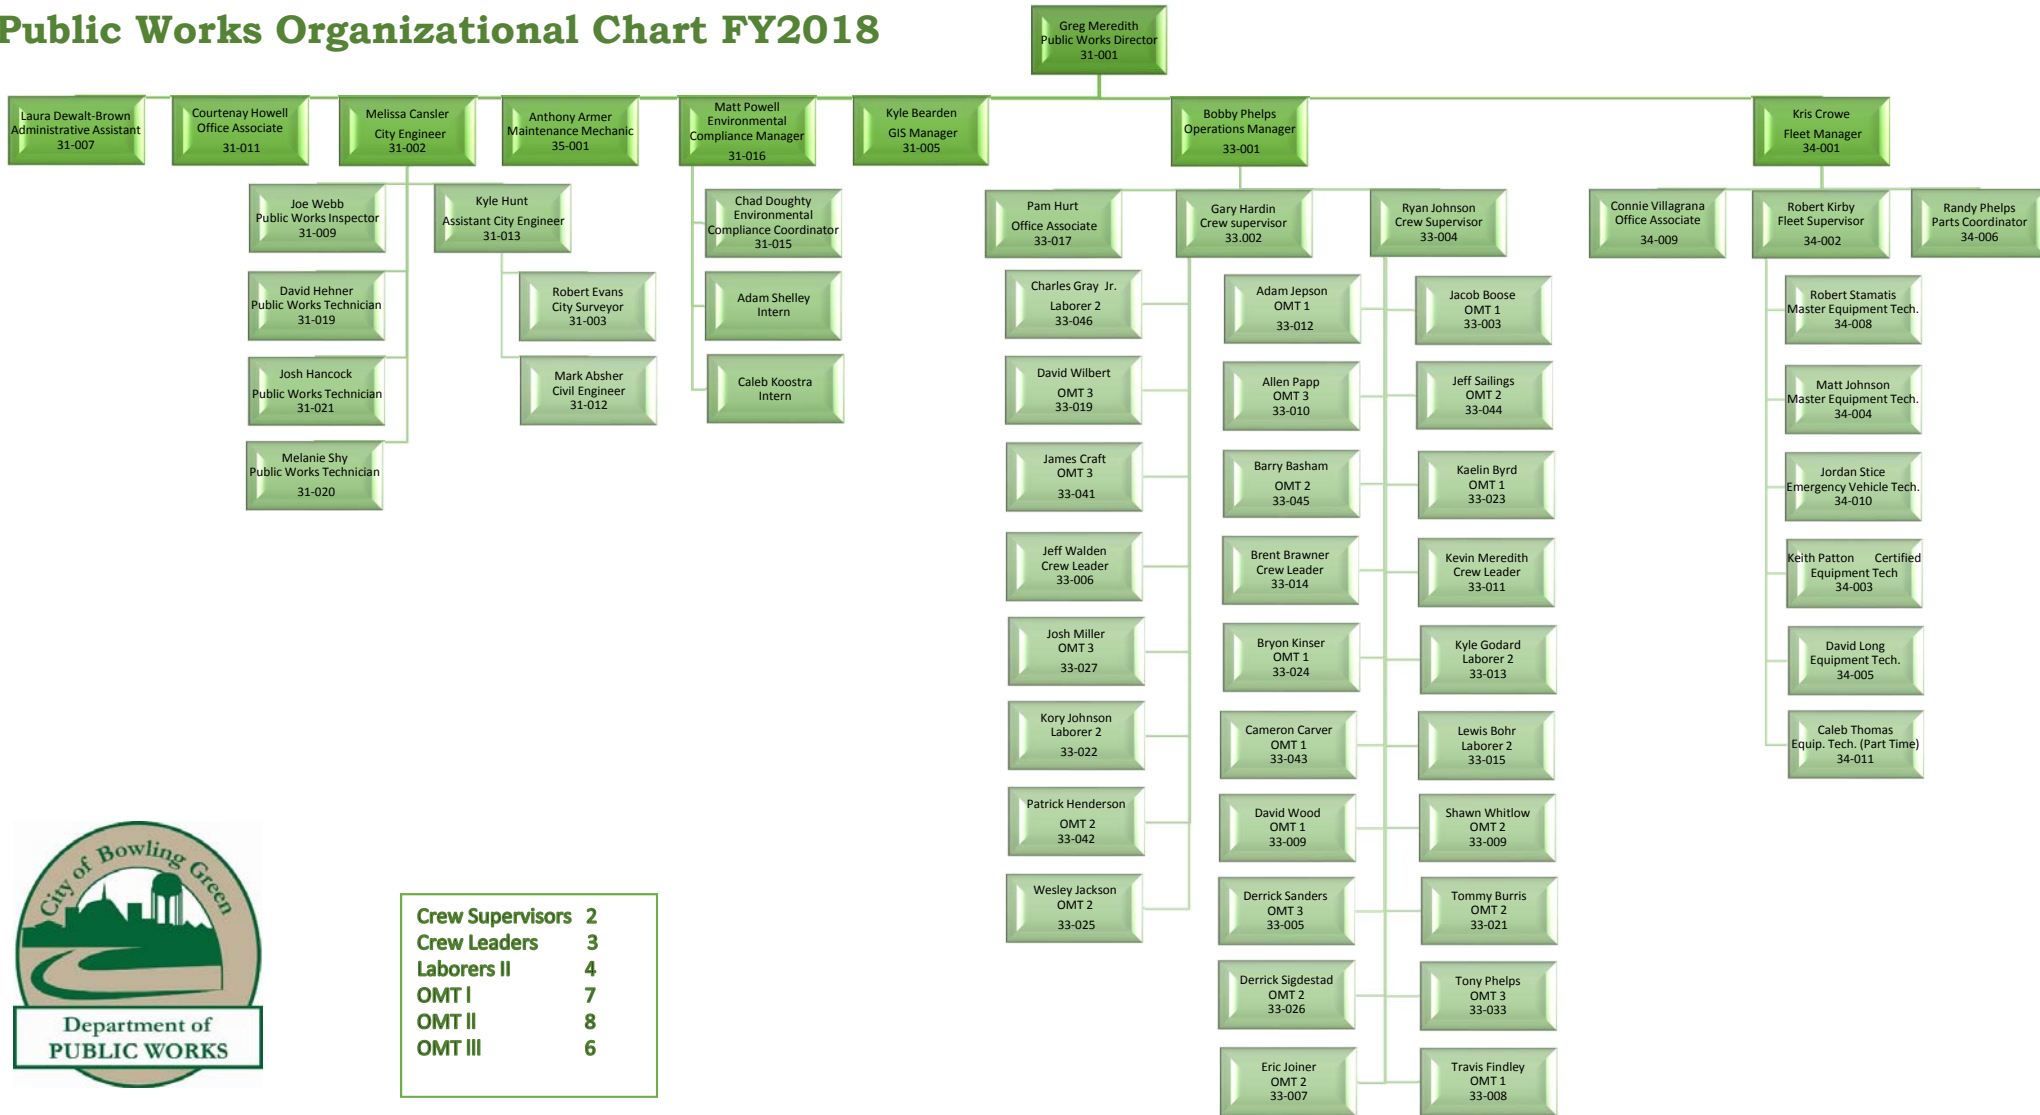 Public Works Organizational Chart FY2018
Greg Meredith
Public Works Director
31-001
Laura Dewalt-Brown
Administrative Assistant
31-007
Courtenay Howell
Office Associate
31-011
Melissa Cansler
City Engineer
31-002
Anthony Armer
Maintenance Mechanic
35-001
Matt Powell
Environmental
Compliance Manager
31-016
Kyle Bearden
GIS Manager
31-005
Bobby Phelps
Operations Manager
33-001
Kris Crowe
Fleet Manager
34-001
Joe Webb
Public Works Inspector
31-009
Kyle Hunt
Assistant City Engineer
31-013
David Hehner
Public Works Technician
31-019
Josh Hancock
Public Works Technician
31-021
Melanie Shy
Public Works Technician
31-020
Robert Evans
City Surveyor
31-003
Mark Absher
Civil Engineer
31-012
Chad Doughty
Environmental
Compliance Coordinator
31-015
Adam Shelley
Intern
Caleb Koostra
Intern
Pam Hurt
Office Associate
33-017
Gary Hardin
Crew supervisor
33.002
Ryan Johnson
Crew Supervisor
33-004
Charles Gray Jr.
Laborer 2
33-046
David Wilbert
OMT 3
33-019
James Craft
OMT 3
33-041
Jeff Walden
Crew Leader
33-006
Josh Miller
OMT 3
33-027
Kory Johnson
Laborer 2
33-022
Patrick Henderson
OMT 2
33-042
Wesley Jackson
OMT 2
33-025
Adam Jepson
OMT 1
33-012
Allen Papp
OMT 3
33-010
Barry Basham
OMT 2
33-045
Brent Brawner
Crew Leader
33-014
Bryon Kinser
OMT 1
33-024
Cameron Carver
OMT 1
33-043
David Wood
OMT 1
33-009
Derrick Sanders
OMT 3
33-005
Derrick Sigdestad
OMT 2
33-026
Eric Joiner
OMT 2
33-007
Jacob Boose
OMT 1
33-003
Jeff Sailings
OMT 2
33-044
Kaelin Byrd
OMT 1
33-023
Kevin Meredith
Crew Leader
33-011
Kyle Godard
Laborer 2
33-013
Lewis Bohr
Laborer 2
33-015
Shawn Whitlow
OMT 2
33-009
Tommy Burris
OMT 2
33-021
Tony Phelps
OMT 3
33-033
Travis Findley
OMT 1
33-008
Connie Villagrana
Office Associate
34-009
Robert Kirby
Fleet Supervisor
34-002
Randy Phelps
Parts Coordinator
34-006
Robert Stamatis
Master Equipment Tech.
34-008
Matt Johnson
Master Equipment Tech.
34-004
Jordan Stice
Emergency Vehicle Tech.
34-010
Keith Patton Certified
Equipment Tech
34-003
David Long
Equipment Tech.
34-005
Caleb Thomas
Equip. Tech. (Part Time)
34-011
City of Bowling Green
Department of
PUBLIC WORKS
Crew Supervisors 2
Crew Leaders 3
Laborers II 4
OMT l 7
OMT ll 8
OMT lll 6